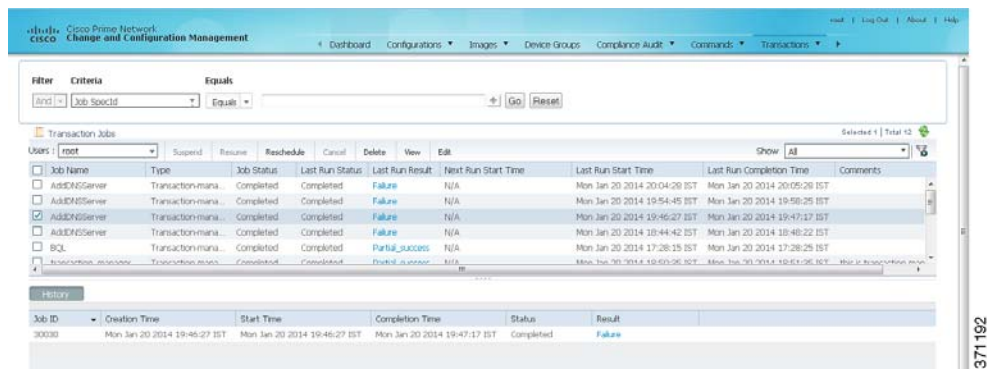 root | Log Out | About | Help
cisco Cisco Prime Network
Change and Configuration Management
Dashboard Configurations Images Device Groups Compliance Audit Commands Transactions
Filter Criteria Equals
And Job SpecId Equals Go Reset
Transaction Jobs Selected 1 | Total 12
Users : root Suspend Resume Reschedule Cancel Delete View Edit Show All
Job Name Type Job Status Last Run Status Last Run Result Next Run Start Time Last Run Start Time Last Run Completion Time Comments
AddDNSServer Transaction-mana... Completed Completed Failure N/A Mon Jan 20 2014 20:04:28 IST Mon Jan 20 2014 20:05:28 IST
AddDNSServer Transaction-mana... Completed Completed Failure N/A Mon Jan 20 2014 19:54:45 IST Mon Jan 20 2014 19:58:25 IST
AddDNSServer Transaction-mana... Completed Completed Failure N/A Mon Jan 20 2014 19:46:27 IST Mon Jan 20 2014 19:47:17 IST
AddDNSServer Transaction-mana... Completed Completed Failure N/A Mon Jan 20 2014 18:44:42 IST Mon Jan 20 2014 18:48:22 IST
BQL Transaction-mana... Completed Completed Partial_success N/A Mon Jan 20 2014 17:28:15 IST Mon Jan 20 2014 17:28:25 IST
Completed Completed Partial_success N/A Mon Jan 20 2014
History
Job ID Creation Time Start Time Completion Time Status Result
30030 Mon Jan 20 2014 19:46:27 IST Mon Jan 20 2014 19:46:27 IST Mon Jan 20 2014 19:47:17 IST Completed Failure
371192